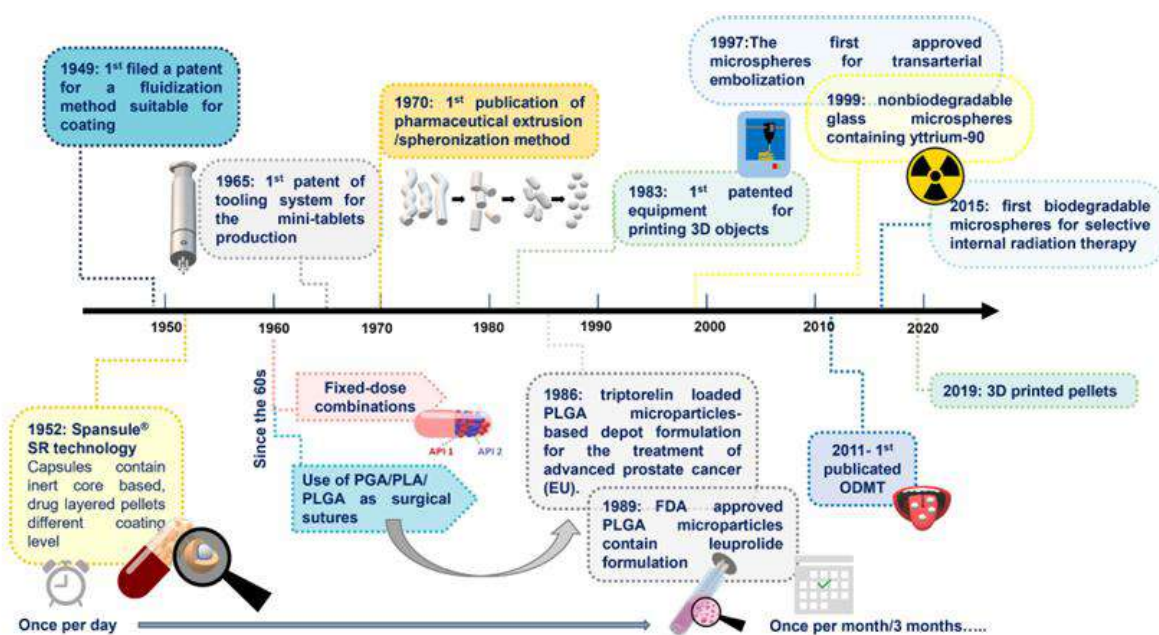 1949: 1st filed a patent
for a fluidization
method suitable for
coating
1965: 1st patent of
tooling system for
the mini-tablets
production
1970: 1st publication of
pharmaceutical extrusion
/spheronization method
1983: 1st patented
equipment for
printing 3D objects
1997:The first approved
microspheres for transarterial
embolization
1999: nonbiodegradable
glass microspheres
containing yttrium-90
2015: first biodegradable
microspheres for selective
internal radiation therapy
1950
1960
1970
1980
1990
2000
2010
2020
1952: Spansule®
SR technology
Capsules contain
inert core based,
drug layered pellets
different coating
level
Since the 60s
Fixed-dose
combinations
API 1
API 2
Use of PGA/PLA/
PLGA as surgical
sutures
1986: triptorelin loaded
PLGA microparticles-
based depot formulation
for the treatment of
advanced prostate cancer
(EU).
1989: FDA approved
PLGA microparticles
contain leuprolide
formulation
2011- 1st
publicated
ODMT
2019: 3D printed pellets
Once per day
Once per month/3 months…..